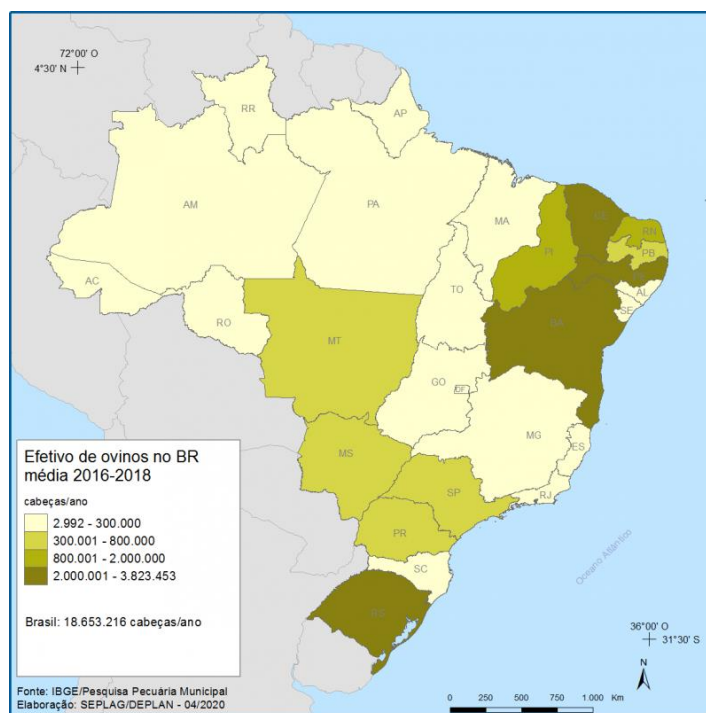 72°00' O
4°30' N
RR
AP
AM
PA
MA
CE
RN
PB
PI
PE
AL
SE
AC
TO
RO
BA
MT
GO
DF
MG
ES
MS
SP
RJ
PR
SC
RS
Oceano Atlântico
Efetivo de ovinos no BR
média 2016-2018
cabeças/ano
2.992 - 300.000
300.001 - 800.000
800.001 - 2.000.000
2.000.001 - 3.823.453
Brasil: 18.653.216 cabeças/ano
36°00' O
31°30' S
N
Fonte: IBGE/Pesquisa Pecuária Municipal
Elaboração: SEPLAG/DEPLAN - 04/2020
0 250 500 1.000 Km